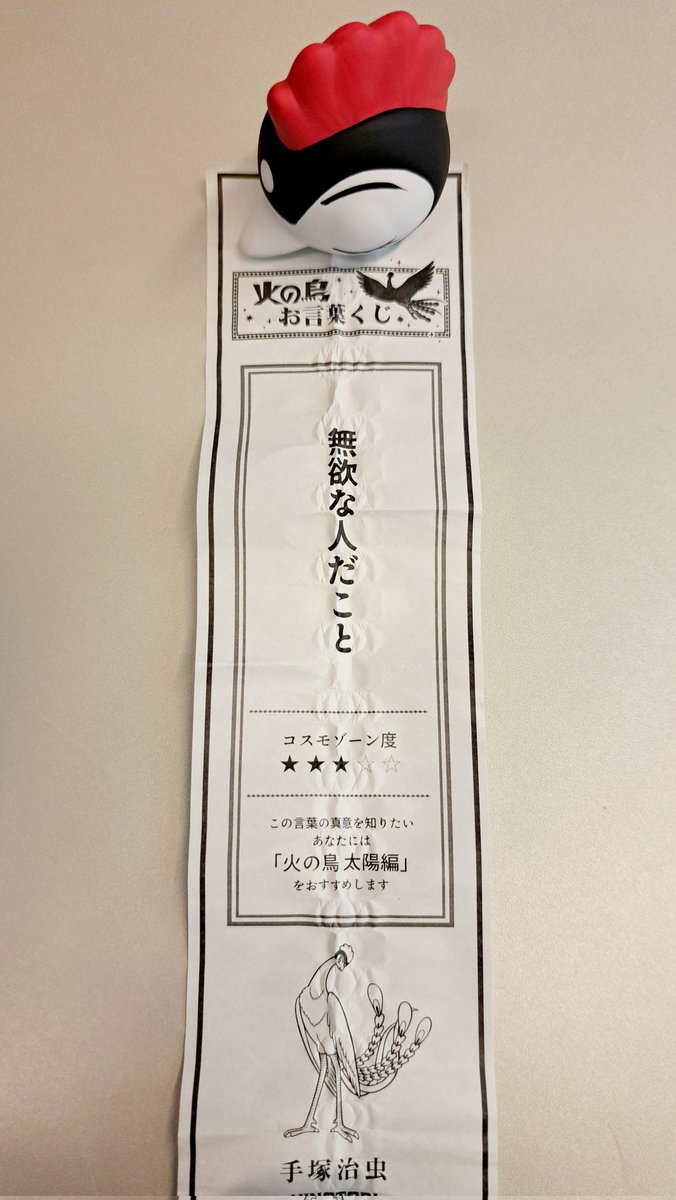 火の鳥
お言葉くじ
無欲な人だこと
コスモゾーン度
★★★☆☆
この言葉の真意を知りたい
あなたには
「火の鳥 太陽編」
をおすすめします
手塚治虫